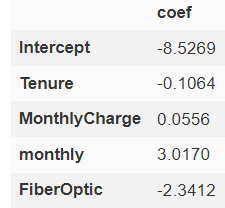 coef
Intercept -8.5269
Tenure -0.1064
MonthlyCharge 0.0556
monthly 3.0170
FiberOptic -2.3412